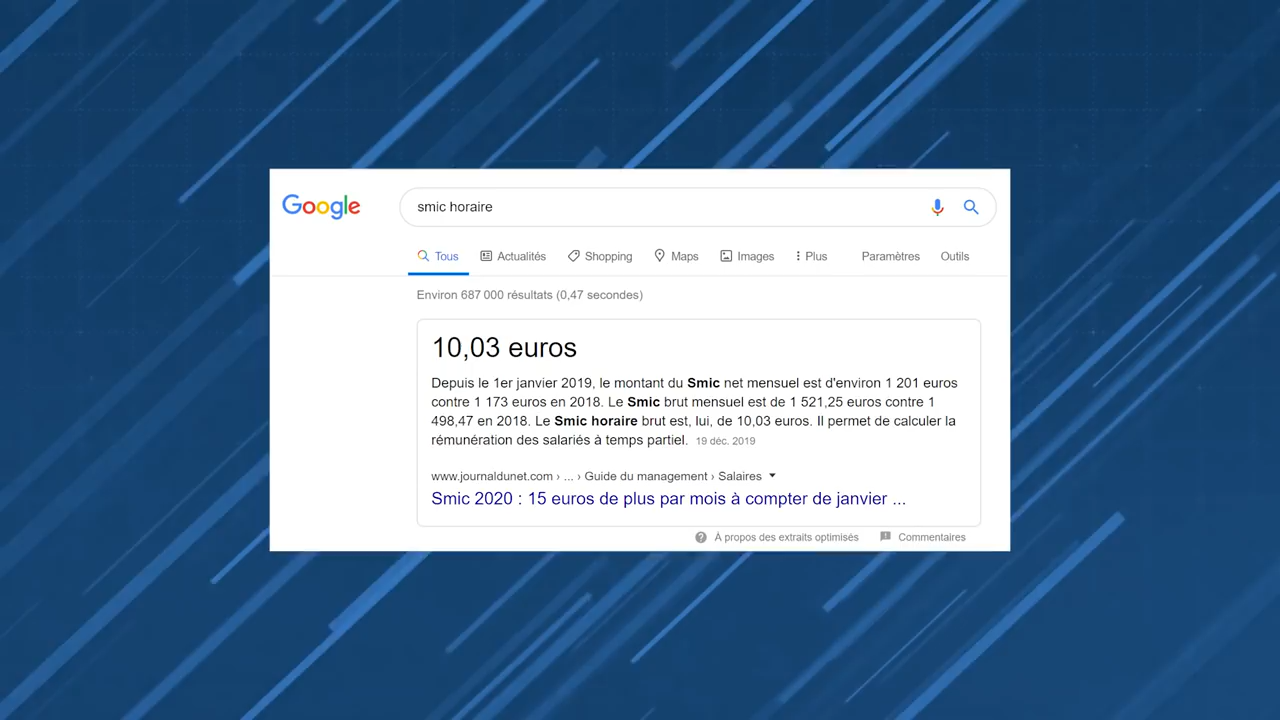 Google
smic horaire
Tous Actualités Shopping Maps Images Plus Paramètres Outils
Environ 687 000 résultats (0,47 secondes)
10,03 euros
Depuis le 1er janvier 2019, le montant du Smic net mensuel est d'environ 1 201 euros
contre 1 173 euros en 2018. Le Smic brut mensuel est de 1 521,25 euros contre 1
498,47 en 2018. Le Smic horaire brut est, lui, de 10,03 euros. Il permet de calculer la
rémunération des salariés à temps partiel. 19 déc. 2019
www.journaldunet.com › ... › Guide du management › Salaires
Smic 2020 : 15 euros de plus par mois à compter de janvier ...
À propos des extraits optimisés Commentaires